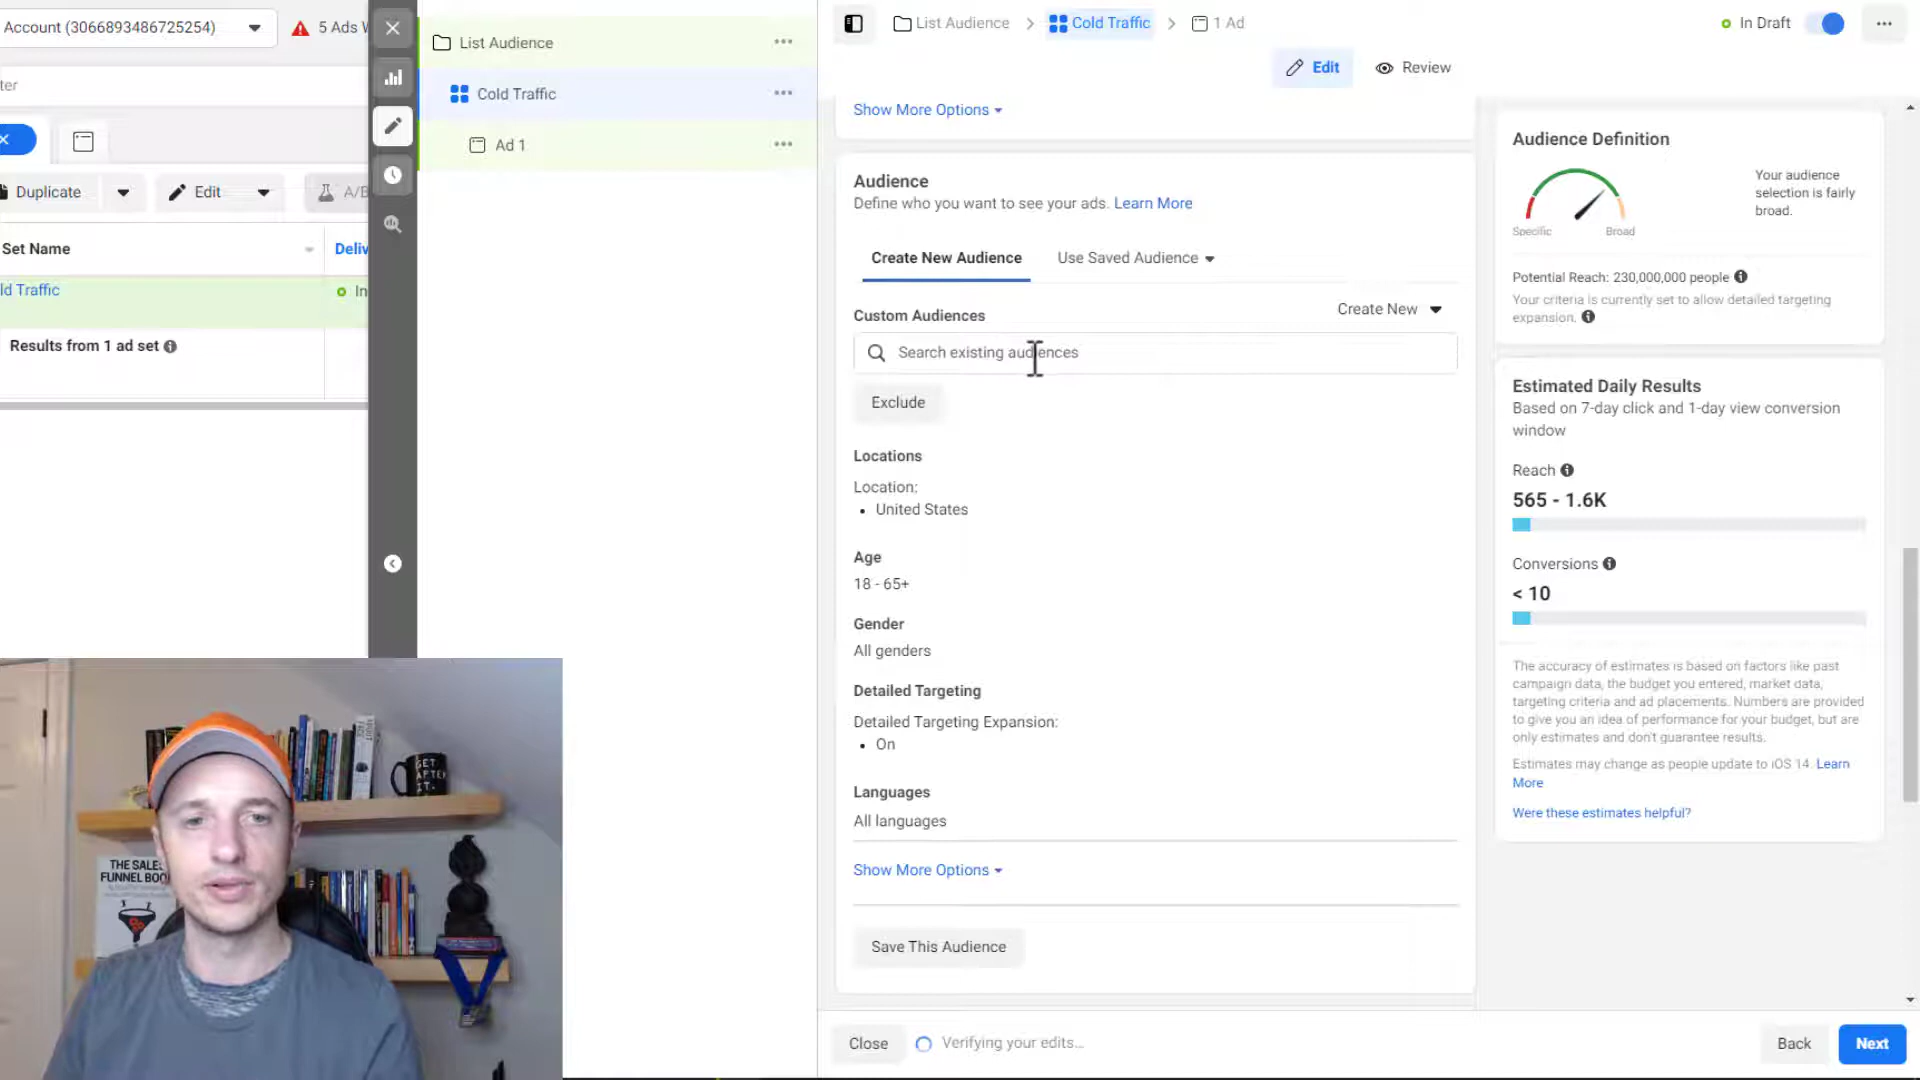 Account (3066893486725254)
5 Ads W
ter
Duplicate
Edit
A/B
Set Name
Deliv
ld Traffic
In
Results from 1 ad set
List Audience
Cold Traffic
Ad 1
List Audience
Cold Traffic
1 Ad
In Draft
Edit
Review
Show More Options
Audience
Define who you want to see your ads. Learn More
Create New Audience
Use Saved Audience
Custom Audiences
Create New
Search existing audiences
Exclude
Locations
Location:
• United States
Age
18 - 65+
Gender
All genders
Detailed Targeting
Detailed Targeting Expansion:
• On
Languages
All languages
Show More Options
Save This Audience
Close
Verifying your edits...
Back
Next
Audience Definition
Specific
Broad
Your audience
selection is fairly
broad.
Potential Reach: 230,000,000 people
Your criteria is currently set to allow detailed targeting
expansion.
Estimated Daily Results
Based on 7-day click and 1-day view conversion
window
Reach
565 - 1.6K
Conversions
< 10
The accuracy of estimates is based on factors like past
campaign data, the budget you entered, market data,
targeting criteria and ad placements. Numbers are provided
to give you an idea of performance for your budget, but are
only estimates and don't guarantee results.
Estimates may change as people update to iOS 14. Learn
More
Were these estimates helpful?
GET
AFTER
IT.
THE SALES
FUNNEL BOO